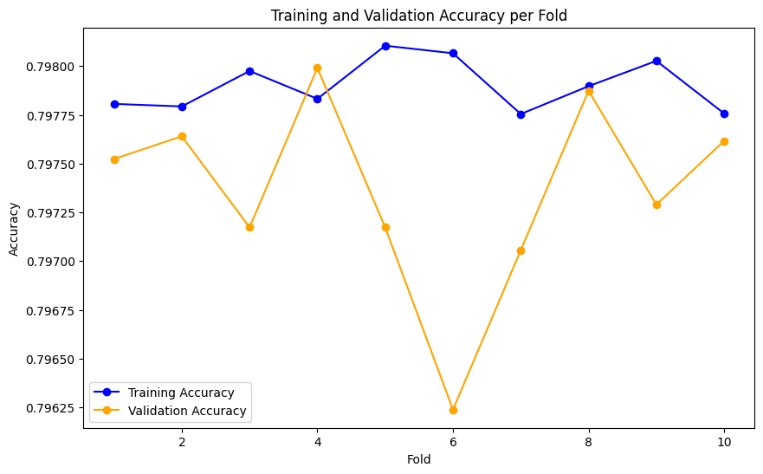 Training and Validation Accuracy per Fold
0.79800
0.79775
0.79750
0.79725
0.79700
0.79675
0.79650
0.79625
Accuracy
Training Accuracy
Validation Accuracy
2 4 6 8 10
Fold